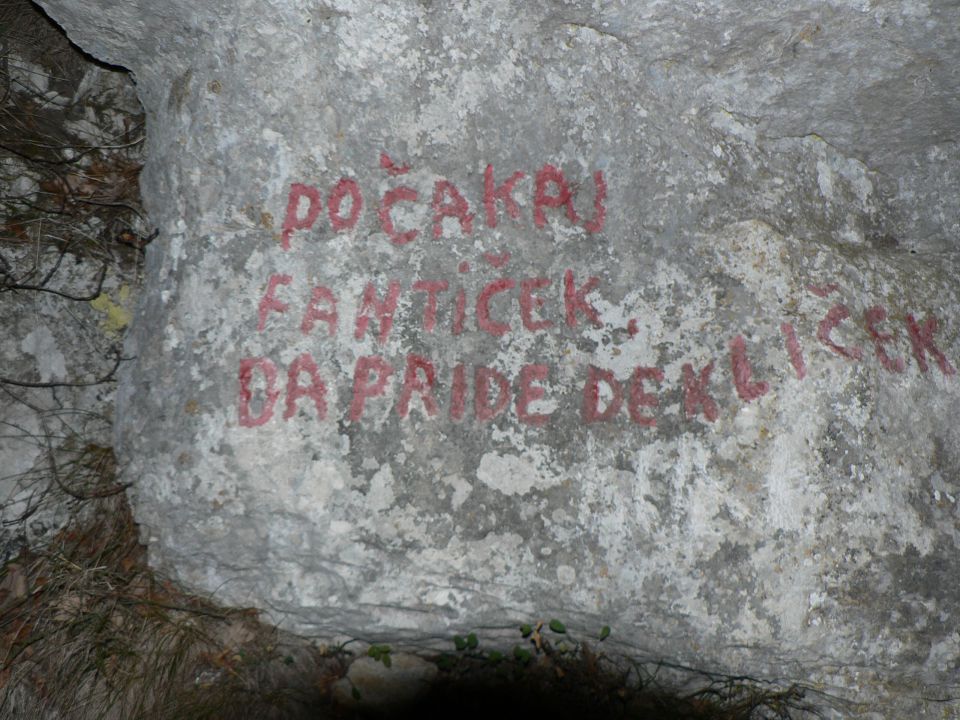 POČAKAJ
FANTIČEK,
DA PRIDE DEKLIČEK